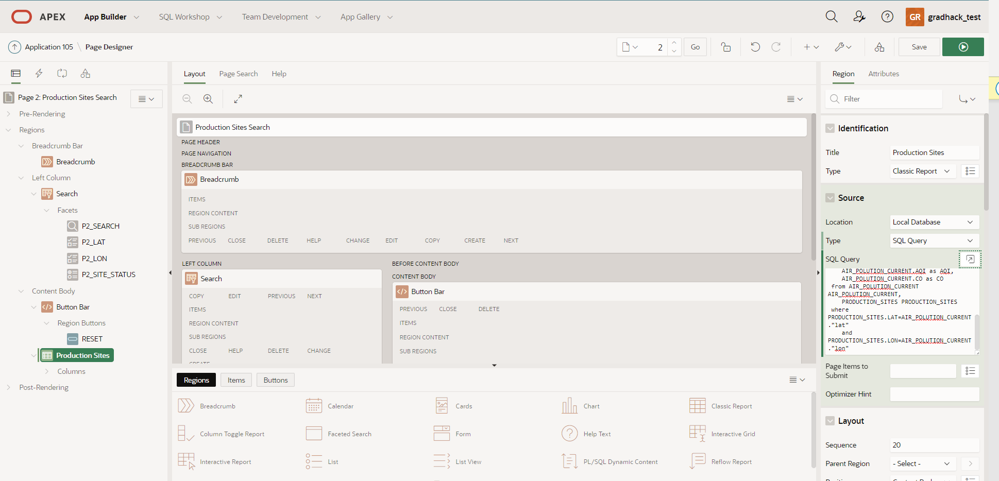 APEX App Builder SQL Workshop Team Development App Gallery GR gradhack_test
Application 105 \ Page Designer 2 Go Save
Layout Page Search Help
Region Attributes
Page 2: Production Sites Search
Pre-Rendering
Regions
Breadcrumb Bar
Breadcrumb
Left Column
Search
Facets
P2_SEARCH
P2_LAT
P2_LON
P2_SITE_STATUS
Content Body
Button Bar
Region Buttons
RESET
Production Sites
Columns
Post-Rendering
Production Sites Search
PAGE HEADER
PAGE NAVIGATION
BREADCRUMB BAR
Breadcrumb
ITEMS
REGION CONTENT
SUB REGIONS
PREVIOUS CLOSE DELETE HELP CHANGE EDIT COPY CREATE NEXT
LEFT COLUMN
Search
COPY EDIT PREVIOUS NEXT
ITEMS
REGION CONTENT
SUB REGIONS
CLOSE HELP DELETE CHANGE
CREATE
BEFORE CONTENT BODY
CONTENT BODY
Button Bar
PREVIOUS CLOSE DELETE
ITEMS
REGION CONTENT
SUB REGIONS
Regions Items Buttons
Breadcrumb Calendar Cards Chart Classic Report
Column Toggle Report Faceted Search Form Help Text Interactive Grid
Interactive Report List List View PL/SQL Dynamic Content Reflow Report
Filter
Identification
Title Production Sites
Type Classic Report
Source
Location Local Database
Type SQL Query
SQL Query
AIR_POLUTION_CURRENT.AQI as AQI,
AIR_POLUTION_CURRENT.CO as CO
from AIR_POLUTION_CURRENT
AIR_POLUTION_CURRENT,
PRODUCTION_SITES PRODUCTION_SITES
where
PRODUCTION_SITES.LAT=AIR_POLUTION_CURRENT
."lat"
and
PRODUCTION_SITES.LON=AIR_POLUTION_CURRENT
."lon"
Page Items to
Submit
Optimizer Hint
Layout
Sequence 20
Parent Region - Select -